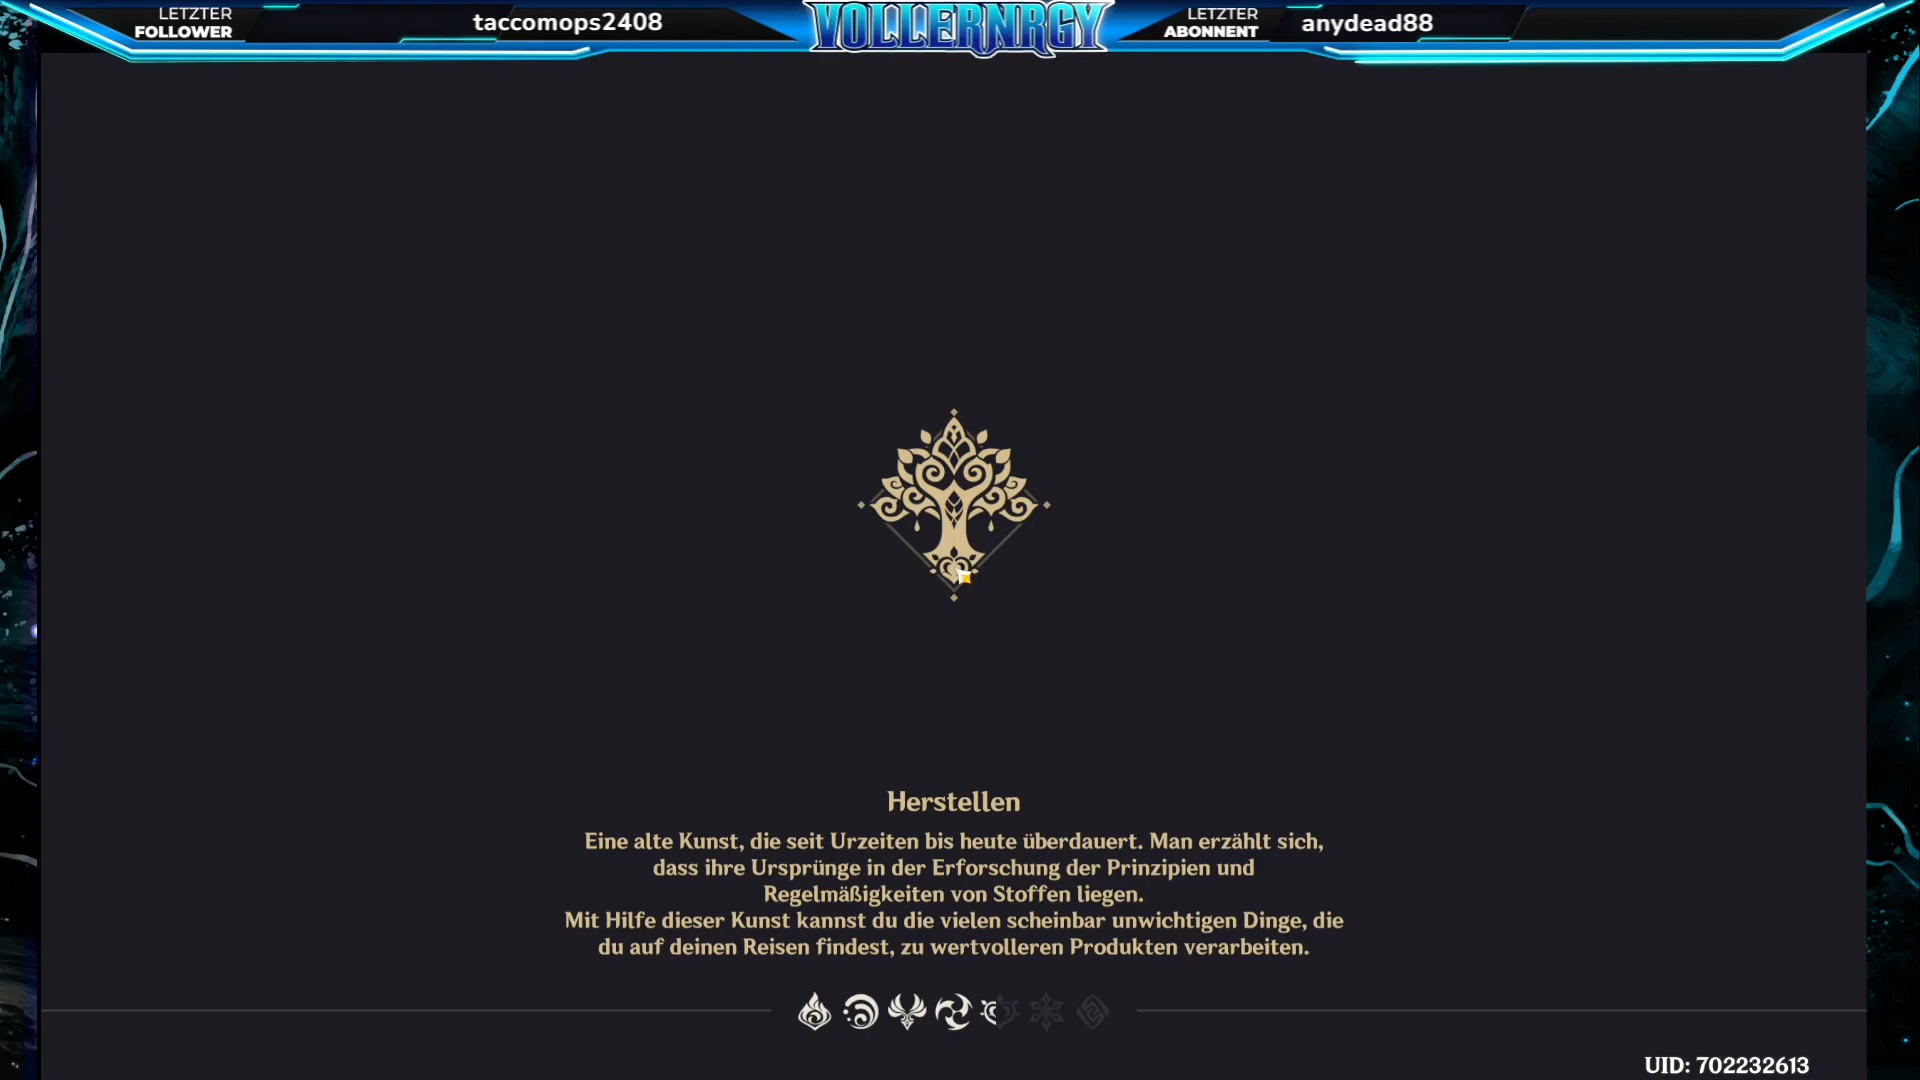 LETZTER
FOLLOWER
taccomops2408
VOLLERNRGY
LETZTER
ABONNENT
anydead88
Herstellen
Eine alte Kunst, die seit Urzeiten bis heute überdauert. Man erzählt sich,
dass ihre Ursprünge in der Erforschung der Prinzipien und
Regelmäßigkeiten von Stoffen liegen.
Mit Hilfe dieser Kunst kannst du die vielen scheinbar unwichtigen Dinge, die
du auf deinen Reisen findest, zu wertvolleren Produkten verarbeiten.
UID: 702232613